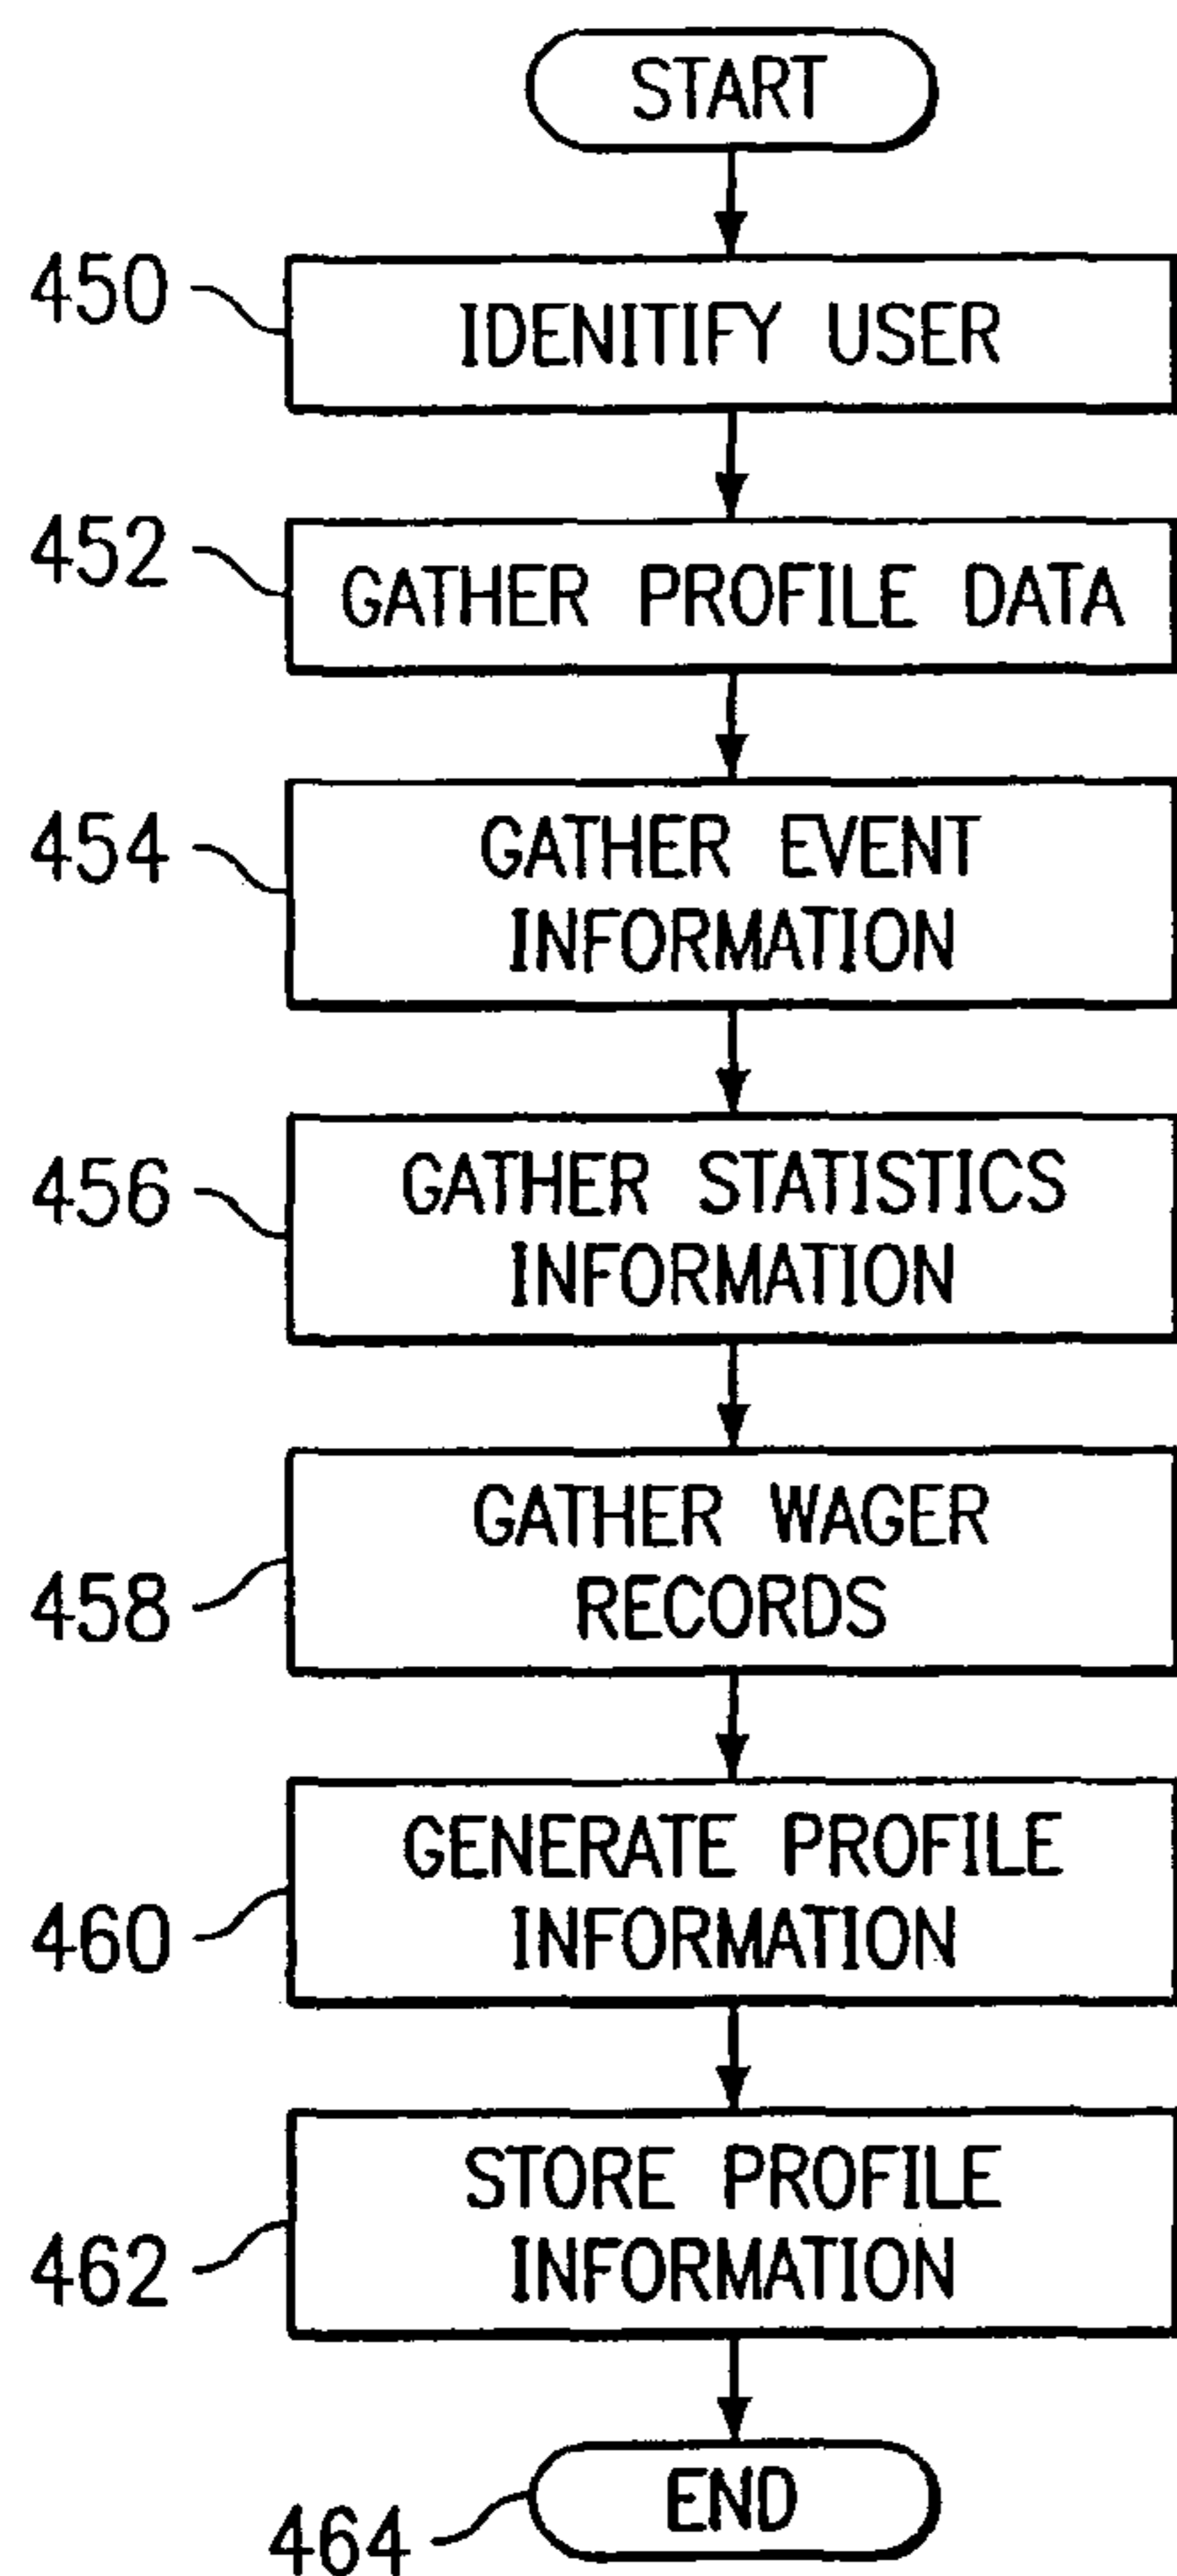 START
450
IDENITIFY USER
452
GATHER PROFILE DATA
454
GATHER EVENT
INFORMATION
456
GATHER STATISTICS
INFORMATION
458
GATHER WAGER
RECORDS
460
GENERATE PROFILE
INFORMATION
462
STORE PROFILE
INFORMATION
464
END